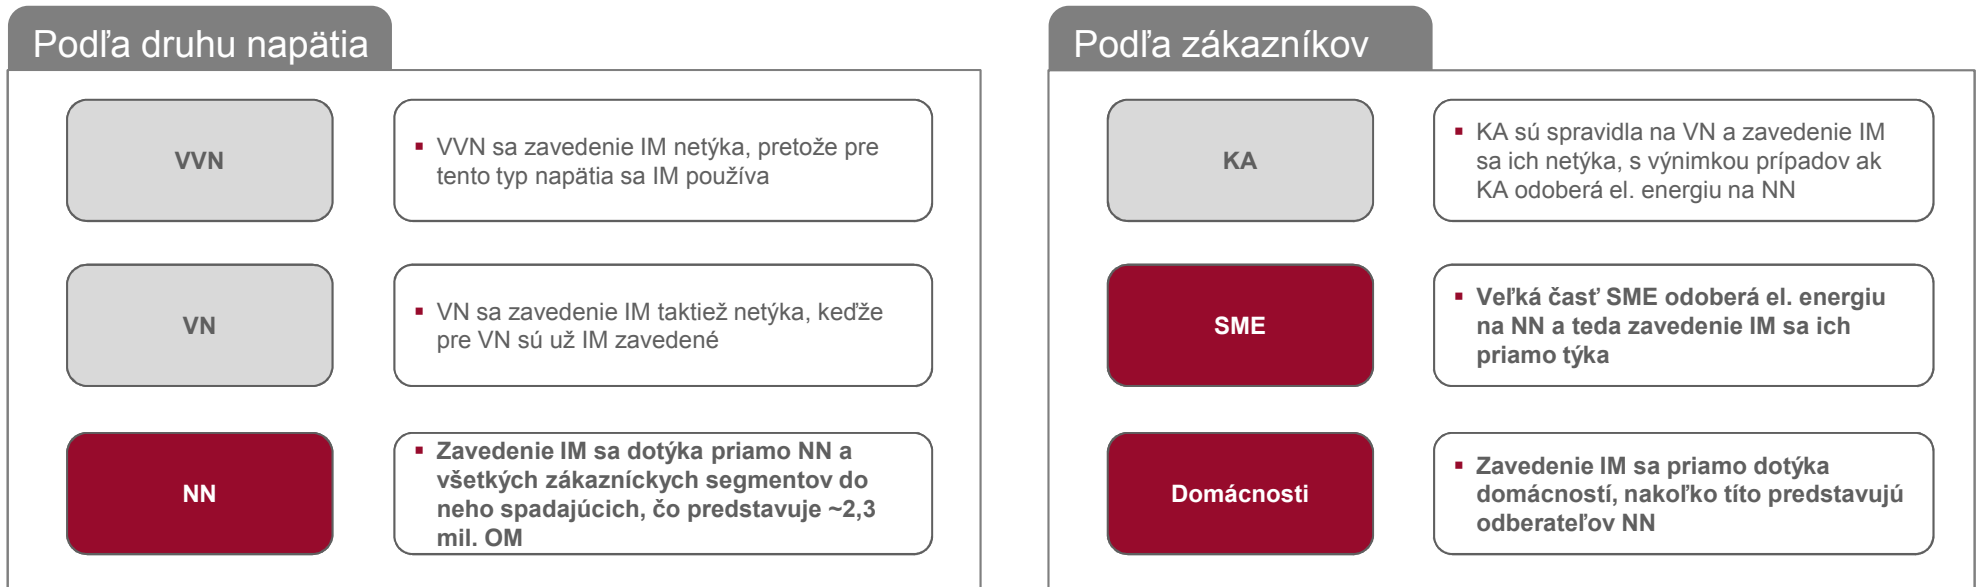 Podľa druhu napätia
VVN
▪ VVN sa zavedenie IM netýka, pretože pre
tento typ napätia sa IM používa
VN
▪ VN sa zavedenie IM taktiež netýka, keďže
pre VN sú už IM zavedené
NN
▪ Zavedenie IM sa dotýka priamo NN a
všetkých zákazníckych segmentov do
neho spadajúcich, čo predstavuje ~2,3
mil. OM
Podľa zákazníkov
KA
▪ KA sú spravidla na VN a zavedenie IM
sa ich netýka, s výnimkou prípadov ak
KA odoberá el. energiu na NN
SME
▪ Veľká časť SME odoberá el. energiu
na NN a teda zavedenie IM sa ich
priamo týka
Domácnosti
▪ Zavedenie IM sa priamo dotýka
domácností, nakoľko títo predstavujú
odberateľov NN